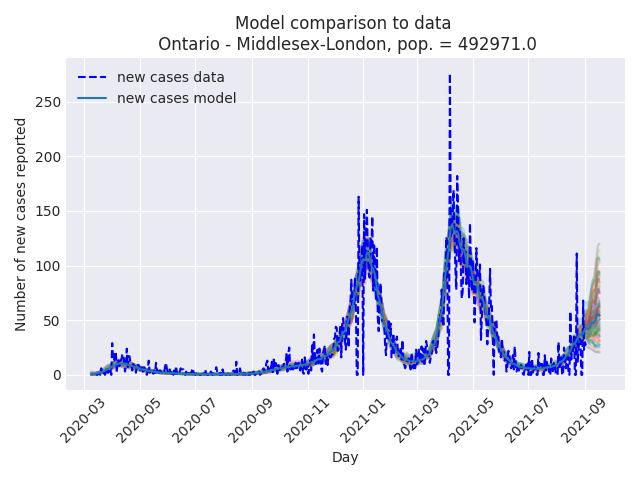 Model comparison to data
Ontario - Middlesex-London, pop. = 492971.0
new cases data
new cases model
Number of new cases reported
250
200
150
100
50
0
2020-03
2020-05
2020-07
2020-09
2020-11
2021-01
2021-03
2021-05
2021-07
2021-09
Day